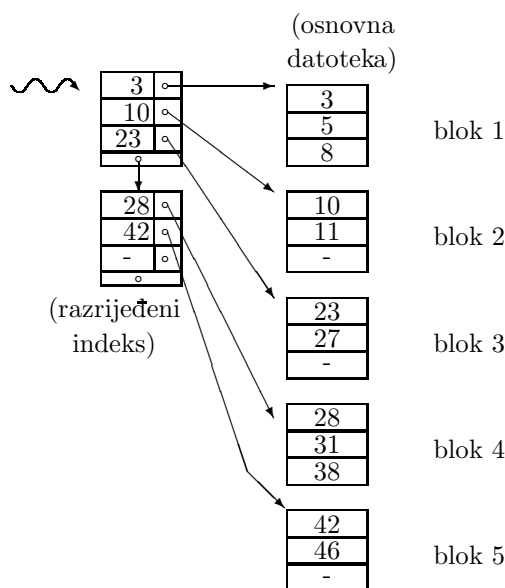 (osnovna
datoteka)
3
10
23
28
42
-
(razrijeđeni
indeks)
3
5
8
blok 1
10
11
-
blok 2
23
27
-
blok 3
28
31
38
blok 4
42
46
-
blok 5